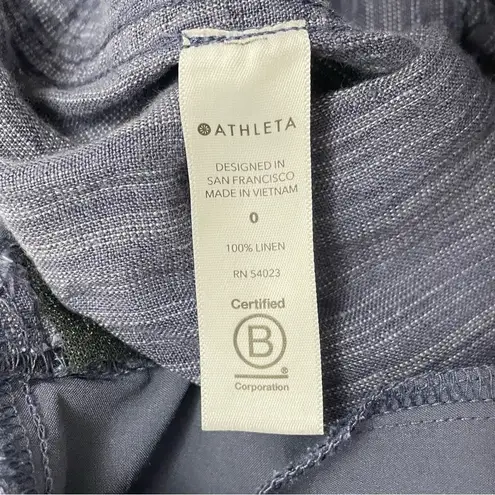 ATHLETA
DESIGNED IN
SAN FRANCISCO
MADE IN VIETNAM
0
100% LINEN
RN 54023
Certified
B
®
Corporation